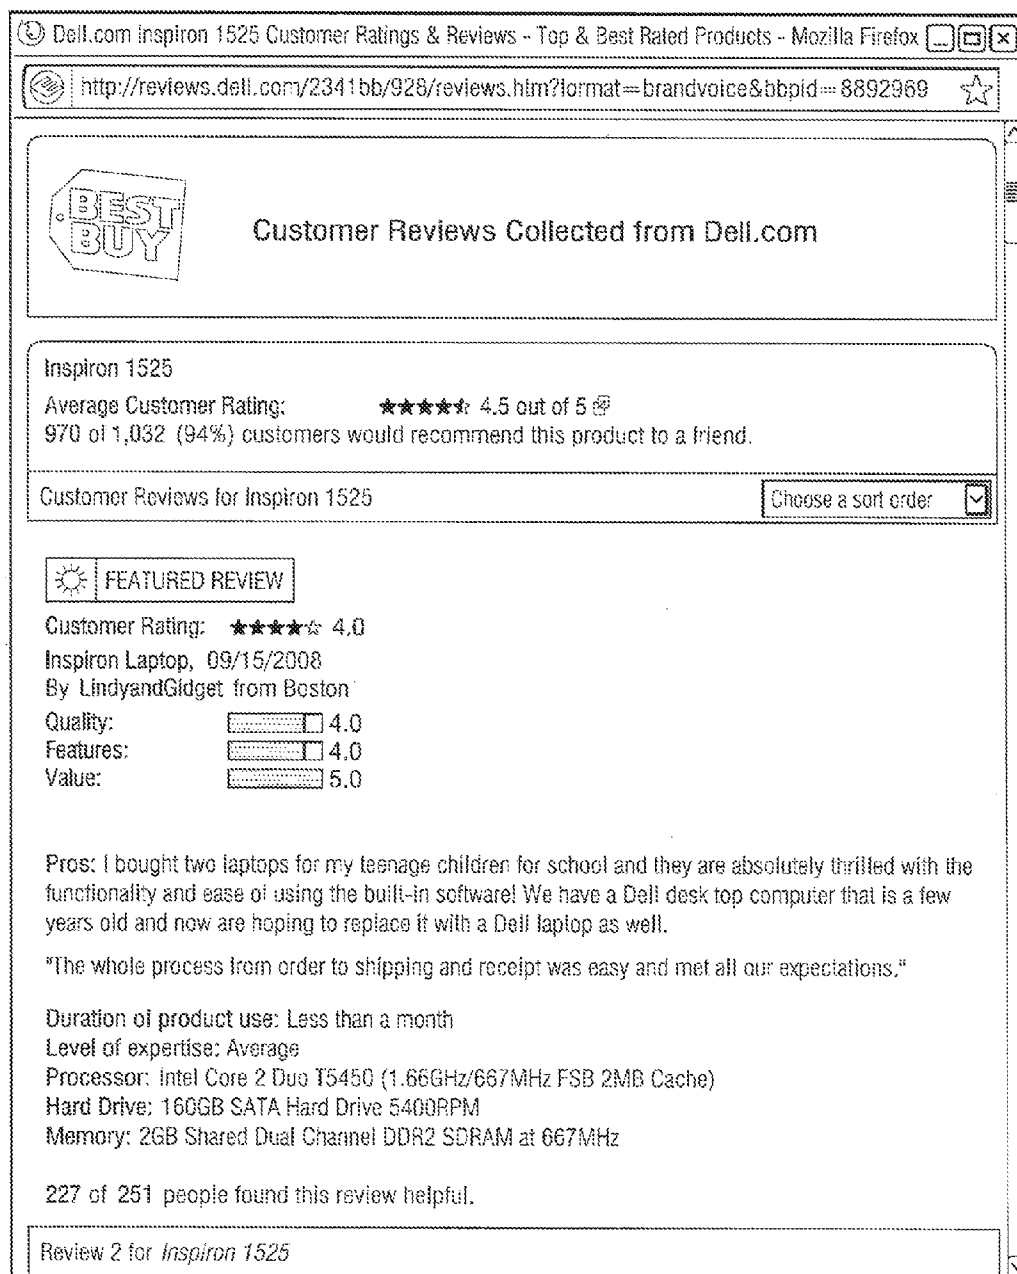 Dell.com Inspiron 1525 Customer Ratings & Reviews - Top & Best Rated Products - Mozilla Firefox
http://reviews.dell.com/2341bb/928/reviews.htm?format=brandvoice&bbpid=8892969
BEST
BUY
Customer Reviews Collected from Dell.com
Inspiron 1525
Average Customer Rating: ★★★★⯪ 4.5 out of 5
970 of 1,032 (94%) customers would recommend this product to a friend.
Customer Reviews for Inspiron 1525 Choose a sort order
FEATURED REVIEW
Customer Rating: ★★★★☆ 4.0
Inspiron Laptop, 09/15/2008
By LindyandGidget from Boston
Quality: 4.0
Features: 4.0
Value: 5.0
Pros: I bought two laptops for my teenage children for school and they are absolutely thrilled with the
functionality and ease of using the built-in software! We have a Dell desk top computer that is a few
years old and now are hoping to replace it with a Dell laptop as well.
"The whole process from order to shipping and receipt was easy and met all our expectations."
Duration of product use: Less than a month
Level of expertise: Average
Processor: Intel Core 2 Duo T5450 (1.66GHz/667MHz FSB 2MB Cache)
Hard Drive: 160GB SATA Hard Drive 5400RPM
Memory: 2GB Shared Dual Channel DDR2 SDRAM at 667MHz
227 of 251 people found this review helpful.
Review 2 for Inspiron 1525